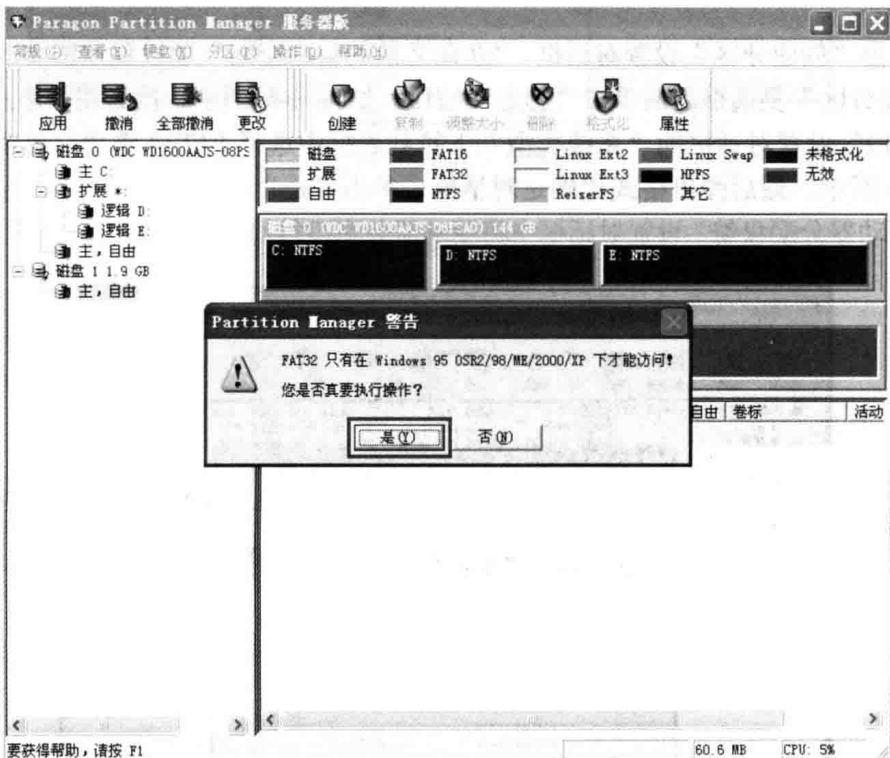 Paragon Partition Manager 服务器版
常规(G) 查看(V) 硬盘(H) 分区(P) 操作(O) 帮助(H)
应用 撤消 全部撤消 更改 创建 复制 调整大小 删除 格式化 属性
磁盘 0 (WDC WD1600AAJS-08PS
主 C:
扩展 *:
逻辑 D:
逻辑 E:
主,自由
磁盘 1 1.9 GB
主,自由
磁盘 FAT16 Linux Ext2 Linux Swap 未格式化
扩展 FAT32 Linux Ext3 HPFS 无效
自由 NTFS ReiserFS 其它
磁盘 0 (WDC WD1600AAJS-08PSA0) 144 GB
C: NTFS
D: NTFS
E: NTFS
Partition Manager 警告
FAT32 只有在 Windows 95 OSR2/98/ME/2000/XP 下才能访问!
您是否真要执行操作?
是(Y) 否(N)
自由 卷标 活动
要获得帮助,请按 F1
60.6 MB CPU: 5%